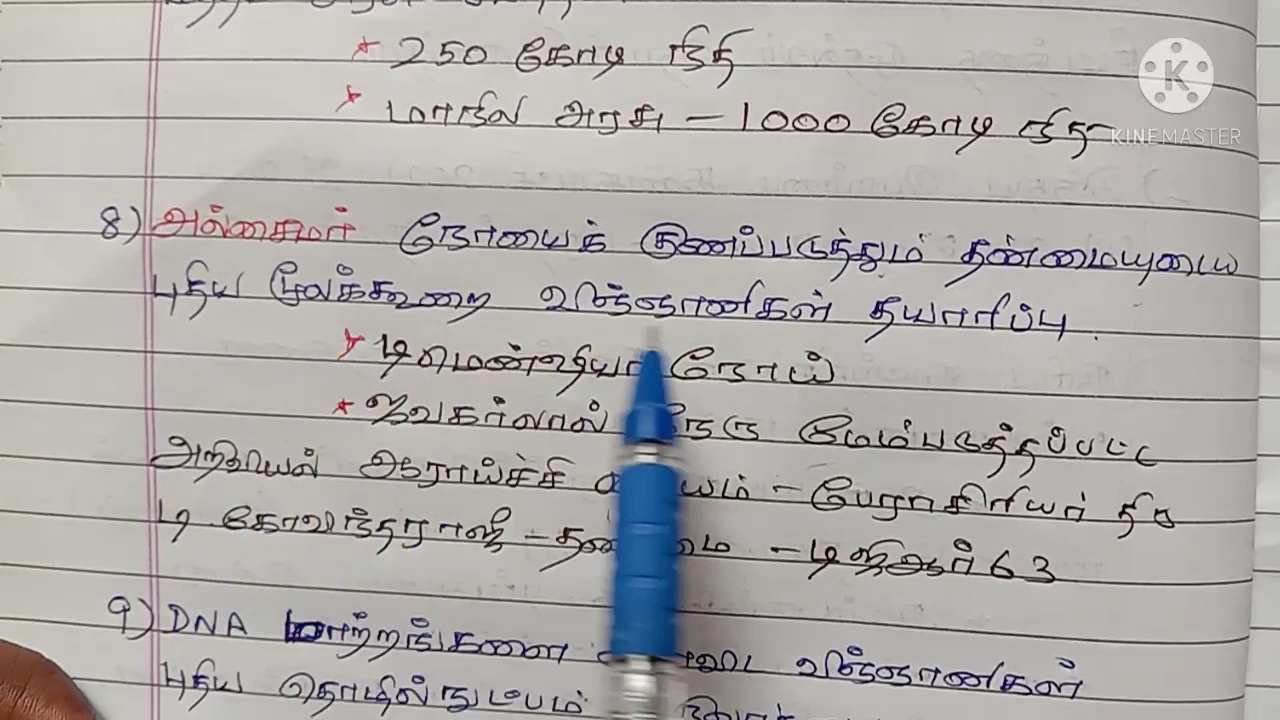 * 250 கோடி நிதி
* மாநில அரசு – 1000 கோடி நிதி
KINEMASTER
8) அல்சைமர் நோயைக் குணப்படுத்தும் தன்மையுடைய
புதிய மூலக்கூறை விஞ்ஞானிகள் தயாரிப்பு.
* டிமென்ஷியா நோய்
* ஜவகர்லால் நேரு மேம்படுத்தப்பட்ட
அறிவியல் ஆராய்ச்சி – பேராசிரியர் திரு
டி கோவிந்தராஜீ – தலைமை – டிஜிஆர் 63
9) DNA மாற்றங்களை விஞ்ஞானிகள்
புதிய தொழில்நுட்பம்